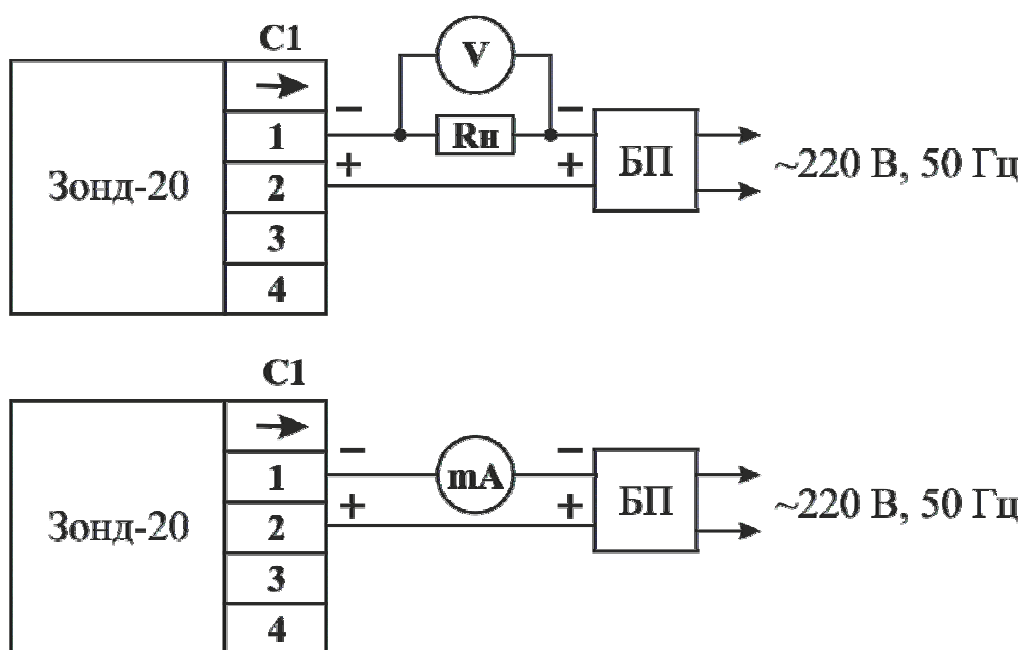 С1
V
1
− −
Rн
Зонд-20
2
+ +
БП
~220 В, 50 Гц
3
4
С1
1
− −
mA
Зонд-20
2
+ +
БП
~220 В, 50 Гц
3
4